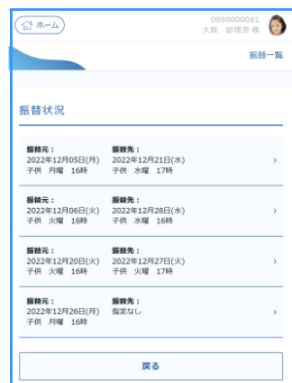 ホーム
0050000081
大阪 紗理奈 様
振替一覧
振替状況
振替元：
振替先：
2022年12月05日(月)
2022年12月21日(水)
子供 月曜 16時
子供 水曜 17時
振替元：
振替先：
2022年12月06日(火)
2022年12月28日(水)
子供 火曜 16時
子供 水曜 16時
振替元：
振替先：
2022年12月20日(火)
2022年12月27日(火)
子供 火曜 16時
子供 火曜 17時
振替元：
振替先：
2022年12月26日(月)
指定なし
子供 月曜 16時
戻る